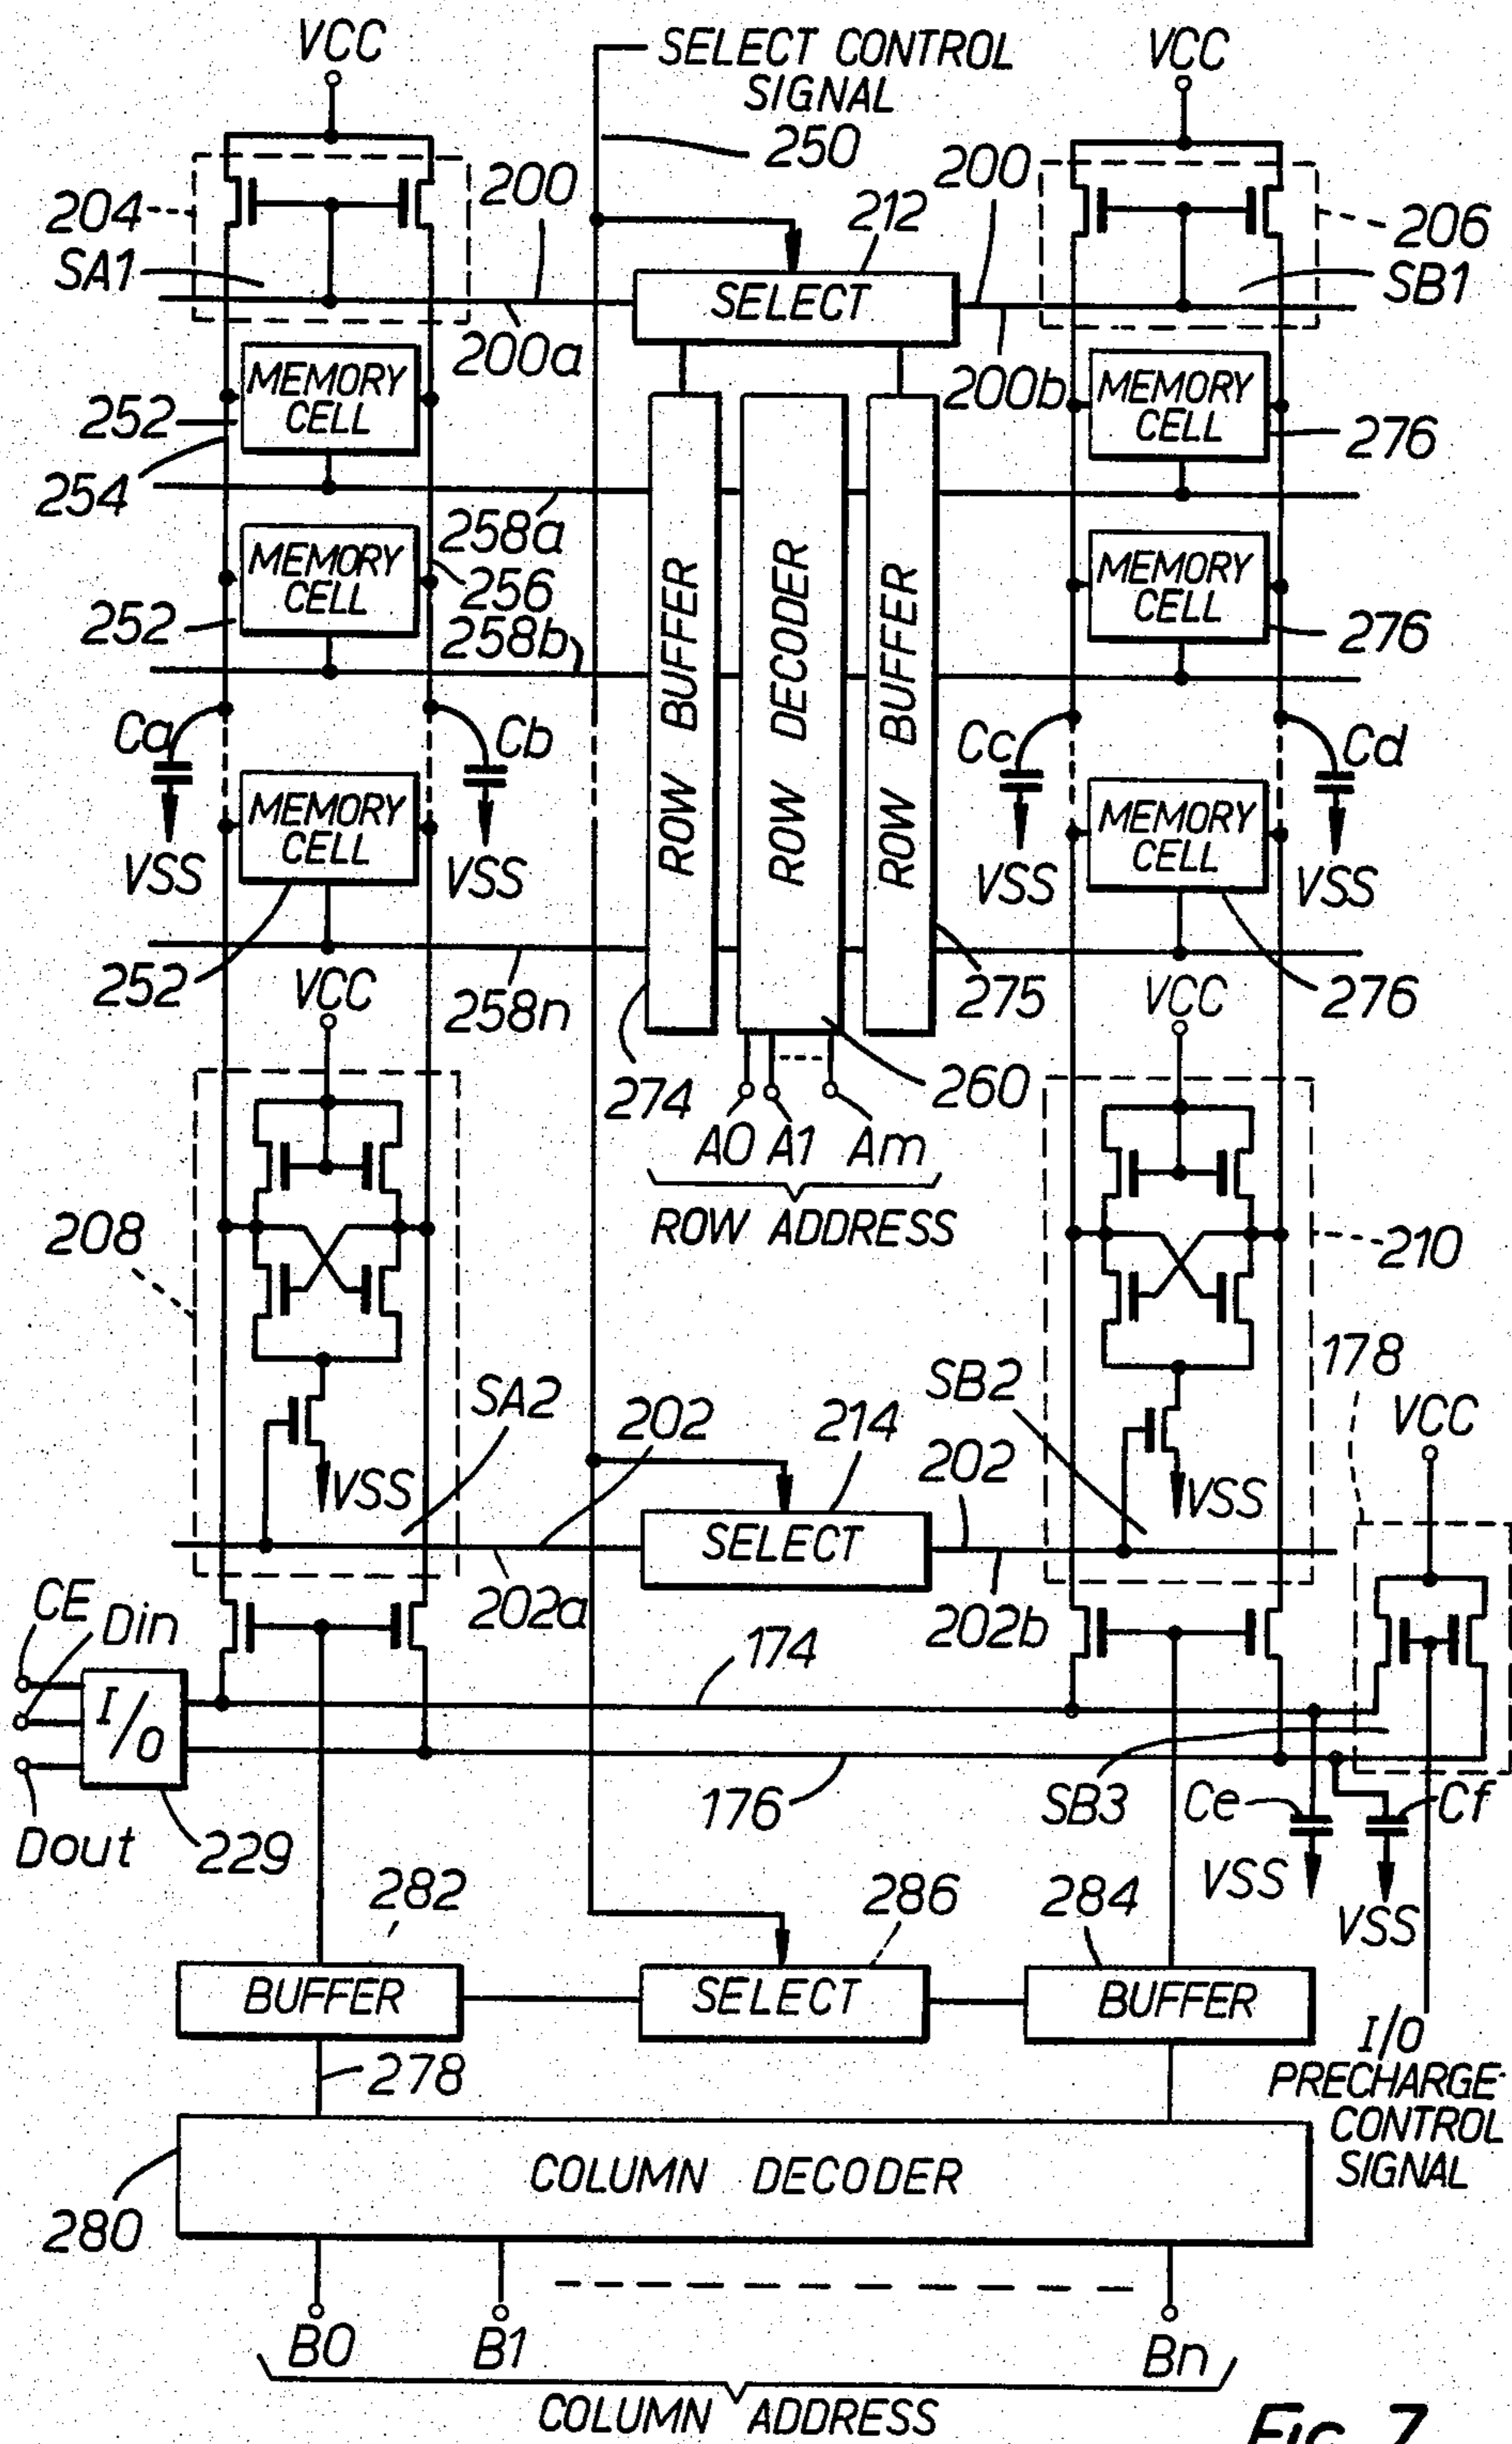 VCC
SELECT CONTROL
SIGNAL
250
VCC
204
200
200
212
206
SA1
SELECT
SB1
200a
200b
MEMORY
CELL
MEMORY
CELL
252
276
254
258a
MEMORY
CELL
256
MEMORY
CELL
252
258b
276
ROW BUFFER
ROW DECODER
ROW BUFFER
Ca
Cb
Cc
Cd
MEMORY
CELL
MEMORY
CELL
VSS
VSS
VSS
VSS
252
VCC
258n
275
VCC
276
274
260
A0 A1 Am
ROW ADDRESS
208
210
178
SA2
202
214
SB2
202
VCC
VSS
VSS
SELECT
CE
Din
202a
202b
174
I/O
176
SB3
Ce
Cf
Dout
229
VSS
VSS
282
286
284
BUFFER
SELECT
BUFFER
278
I/O
PRECHARGE
CONTROL
SIGNAL
COLUMN DECODER
280
B0
B1
Bn
COLUMN ADDRESS
Fig. 7